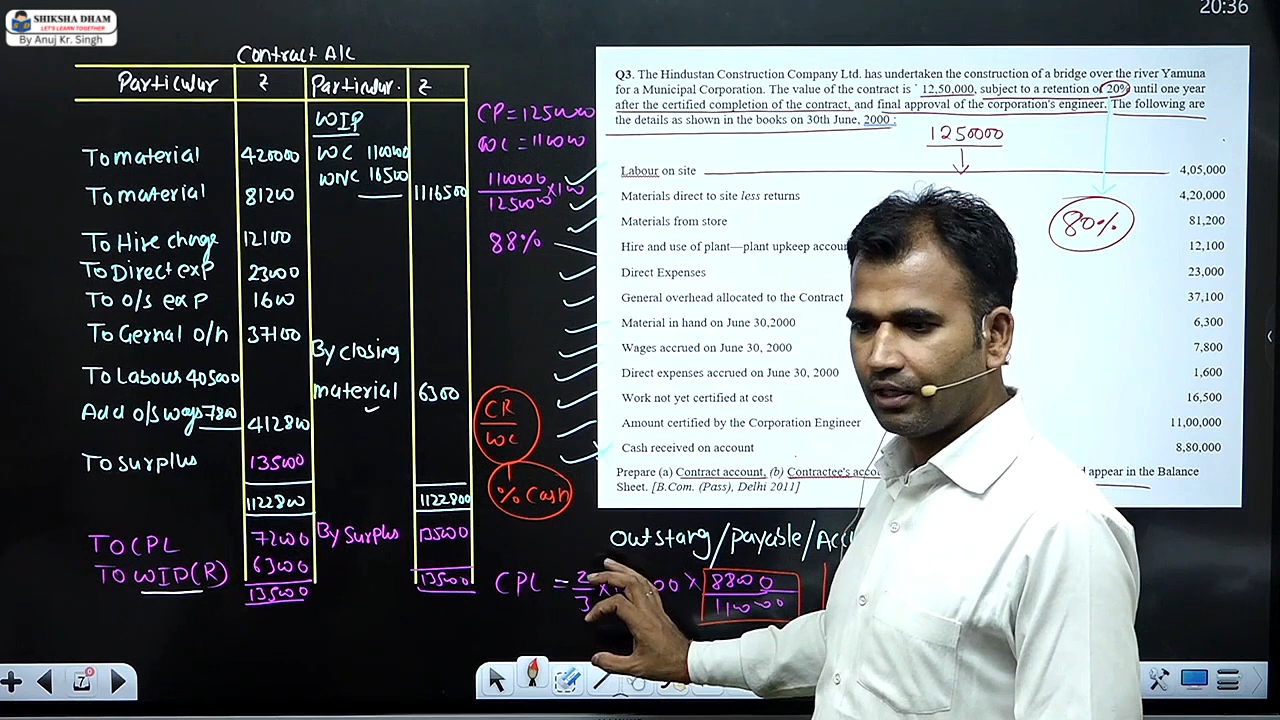 20:36
SHIKSHA DHAM
LET'S LEARN TOGETHER
By Anuj Kr. Singh
Contract A/c
Particular ₹ Particular. ₹
WIP
To material 420000 WC 1100000
WNC 16500
To material 81200 1116500
To Hire charge 12100
To Direct exp 23000
To o/s exp 1600
To Gernal o/h 37100
By closing
To Labour 405000 material 6300
Add o/s wages 7800
412800
To Surplus 135000
1122800 1122800
To CPL 72000 By Surplus 135000
To WIP(R) 63000
135000 135000
CP = 1250000
WC = 1100000
1100000
1250000 × 100
88%
CR
WC
% Cash
Q3. The Hindustan Construction Company Ltd. has undertaken the construction of a bridge over the river Yamuna
for a Municipal Corporation. The value of the contract is ` 12,50,000, subject to a retention of 20% until one year
after the certified completion of the contract, and final approval of the corporation's engineer. The following are
the details as shown in the books on 30th June, 2000 :
1250000
80%
Labour on site 4,05,000
Materials direct to site less returns 4,20,000
Materials from store 81,200
Hire and use of plant—plant upkeep 12,100
Direct Expenses 23,000
General overhead allocated to the Contract 37,100
Material in hand on June 30,2000 6,300
Wages accrued on June 30, 2000 7,800
Direct expenses accrued on June 30, 2000 1,600
Work not yet certified at cost 16,500
Amount certified by the Corporation Engineer 11,00,000
Cash received on account 8,80,000
Prepare (a) Contract account, (b) Contractee's appear in the Balance
Sheet. [B.Com. (Pass), Delhi 2011]
Outstang/payable/
CPL = 2/3 ×